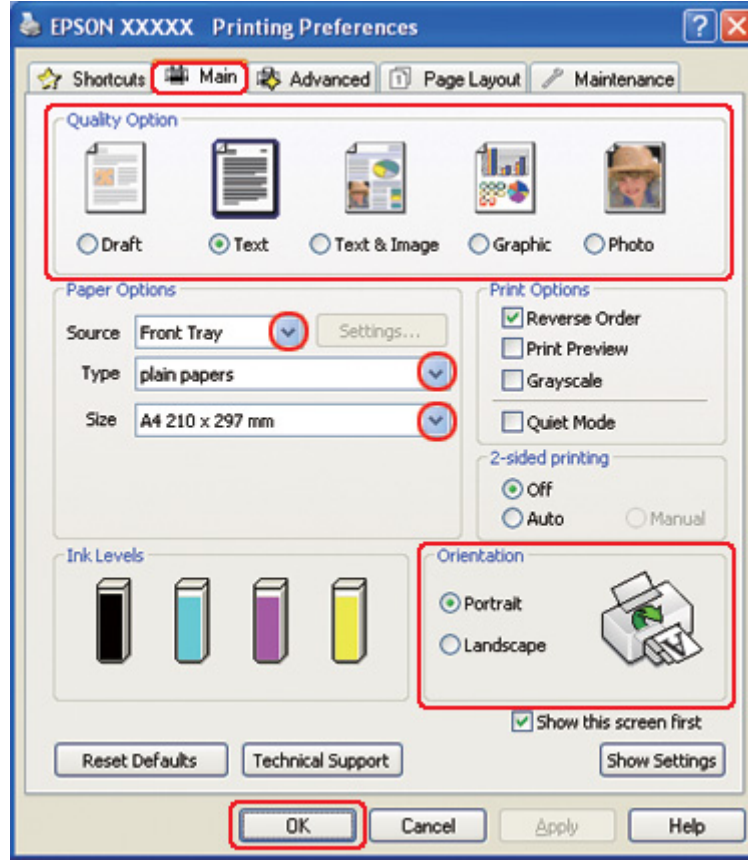 EPSON XXXXX Printing Preferences
Shortcuts Main Advanced Page Layout Maintenance
Quality Option
Draft Text Text & Image Graphic Photo
Paper Options
Source Front Tray Settings...
Type plain papers
Size A4 210 x 297 mm
Print Options
Reverse Order
Print Preview
Grayscale
Quiet Mode
2-sided printing
Off
Auto Manual
Ink Levels
Orientation
Portrait
Landscape
Show this screen first
Reset Defaults Technical Support Show Settings
OK Cancel Apply Help